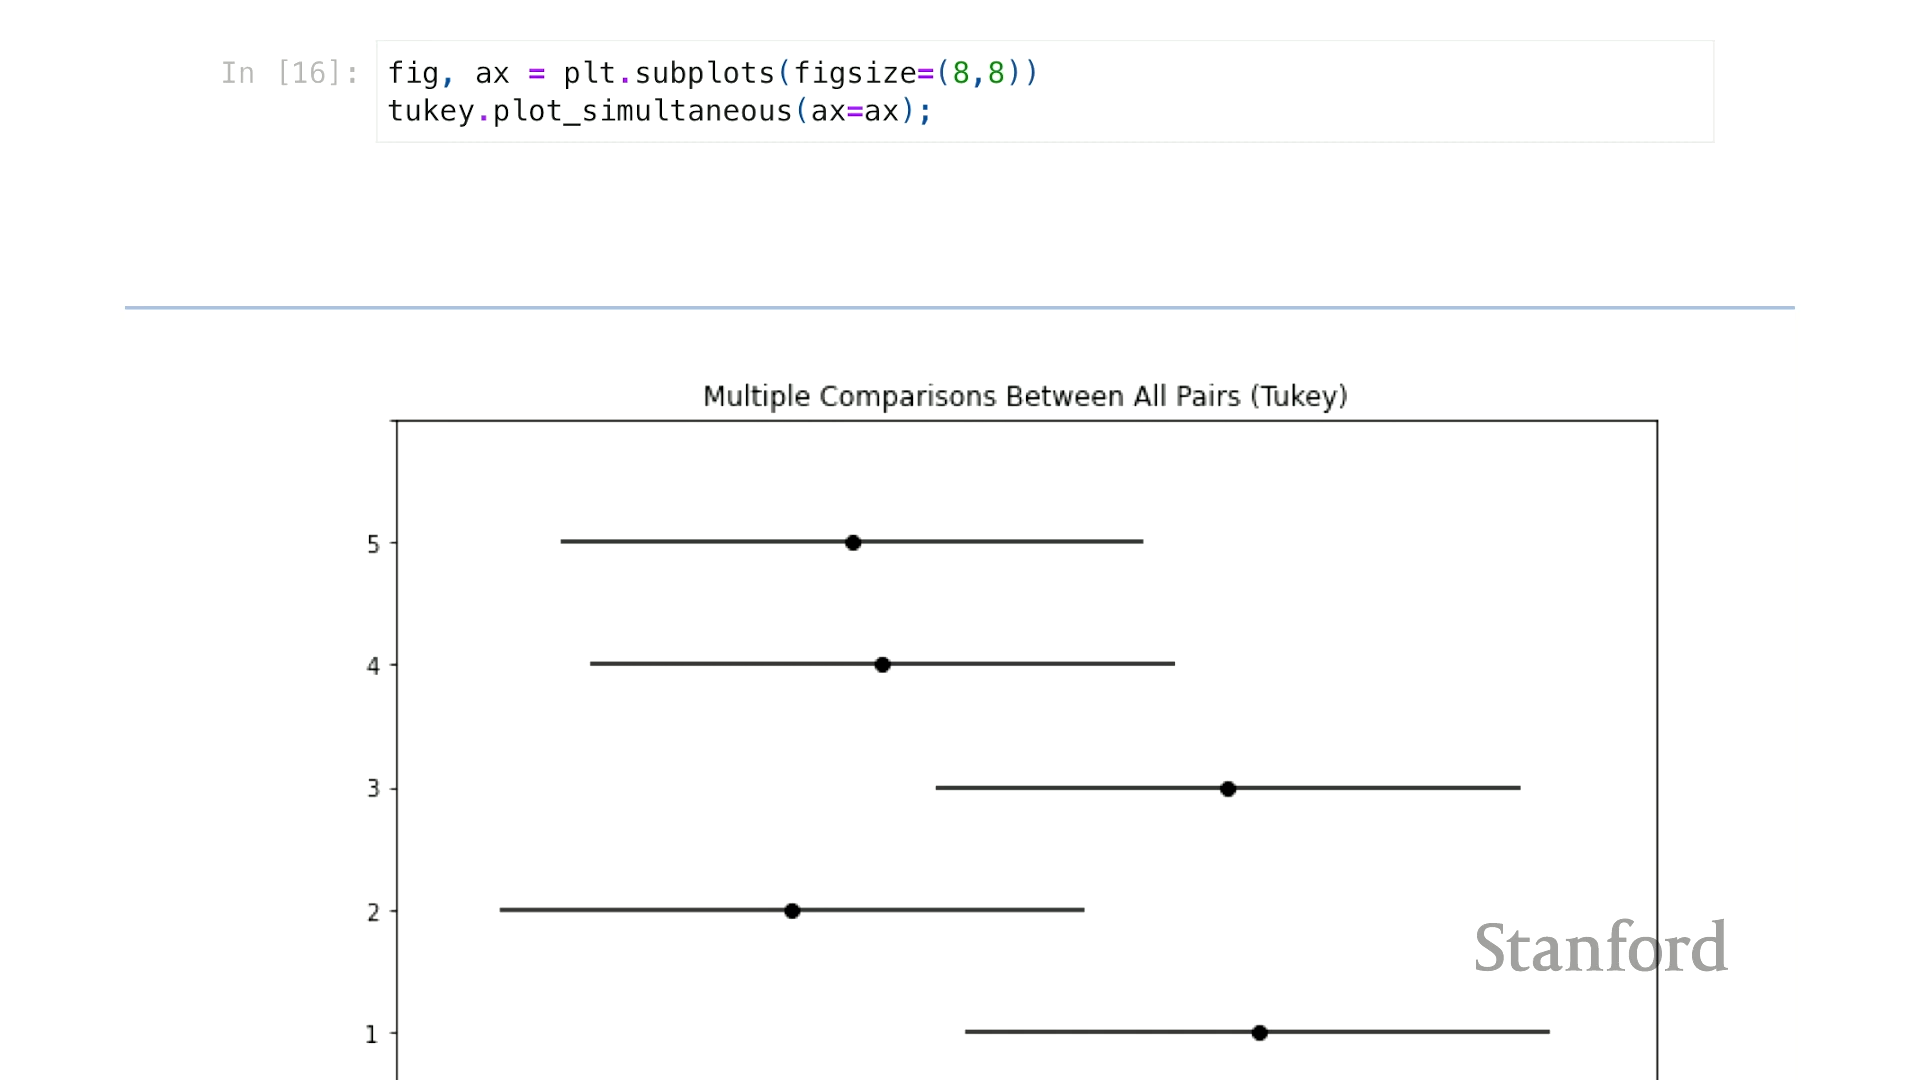 In [16]: fig, ax = plt.subplots(figsize=(8,8))
tukey.plot_simultaneous(ax=ax);
Multiple Comparisons Between All Pairs (Tukey)
5
4
3
2
Stanford
1